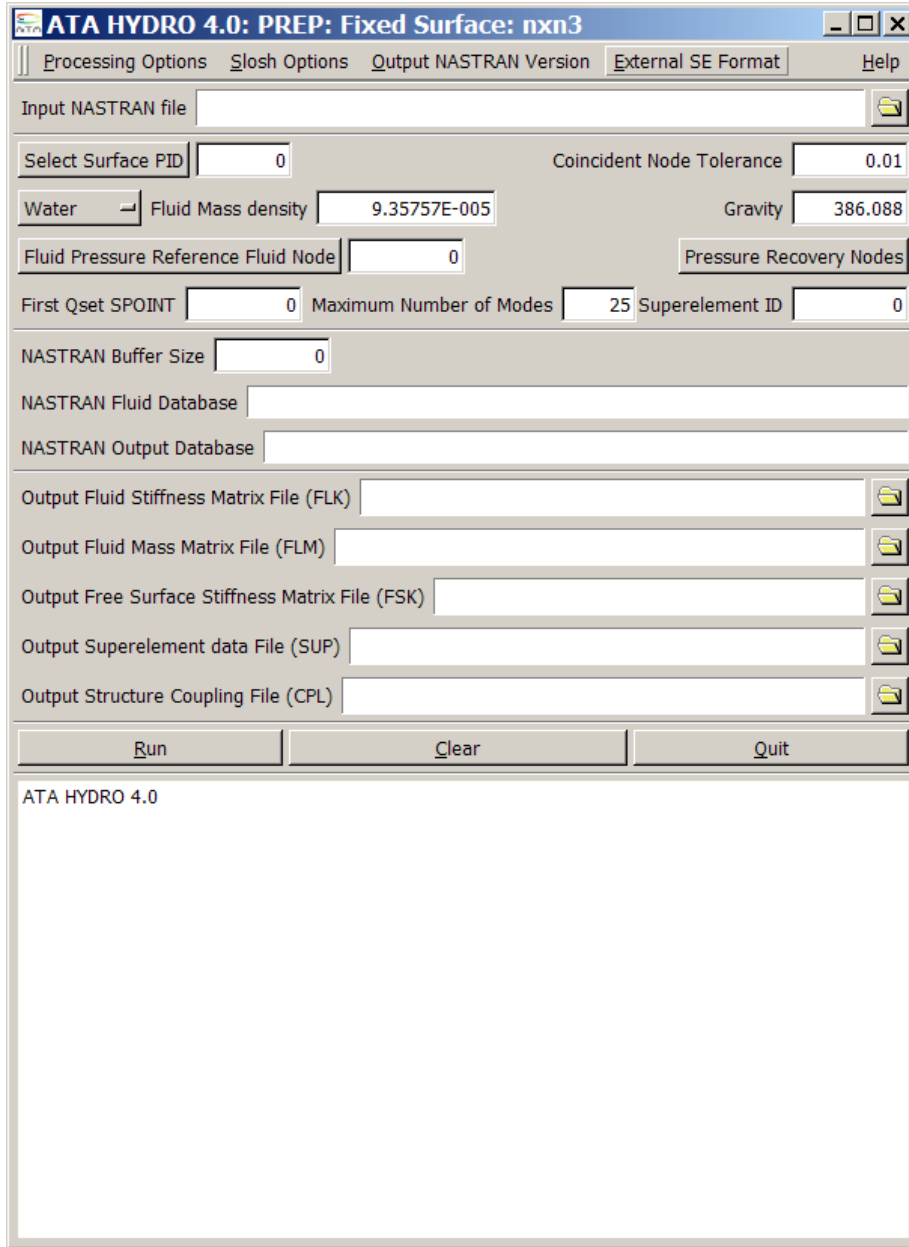 ATA ATA HYDRO 4.0: PREP: Fixed Surface: nxn3
Processing Options Slosh Options Output NASTRAN Version External SE Format Help
Input NASTRAN file
Select Surface PID 0 Coincident Node Tolerance 0.01
Water Fluid Mass density 9.35757E-005 Gravity 386.088
Fluid Pressure Reference Fluid Node 0 Pressure Recovery Nodes
First Qset SPOINT 0 Maximum Number of Modes 25 Superelement ID 0
NASTRAN Buffer Size 0
NASTRAN Fluid Database
NASTRAN Output Database
Output Fluid Stiffness Matrix File (FLK)
Output Fluid Mass Matrix File (FLM)
Output Free Surface Stiffness Matrix File (FSK)
Output Superelement data File (SUP)
Output Structure Coupling File (CPL)
Run Clear Quit
ATA HYDRO 4.0